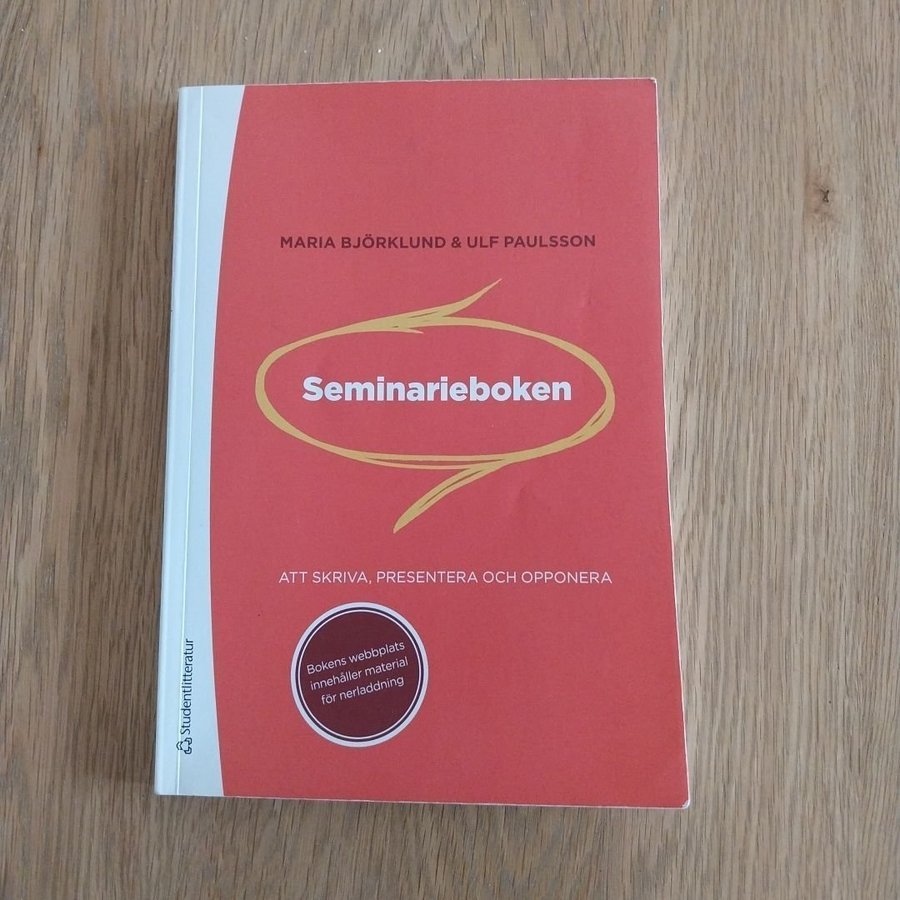 MARIA BJÖRKLUND & ULF PAULSSON
Seminarieboken
ATT SKRIVA, PRESENTERA OCH OPPONERA
Bokens webbplats
innehåller material
för nerladdning
Studentlitteratur